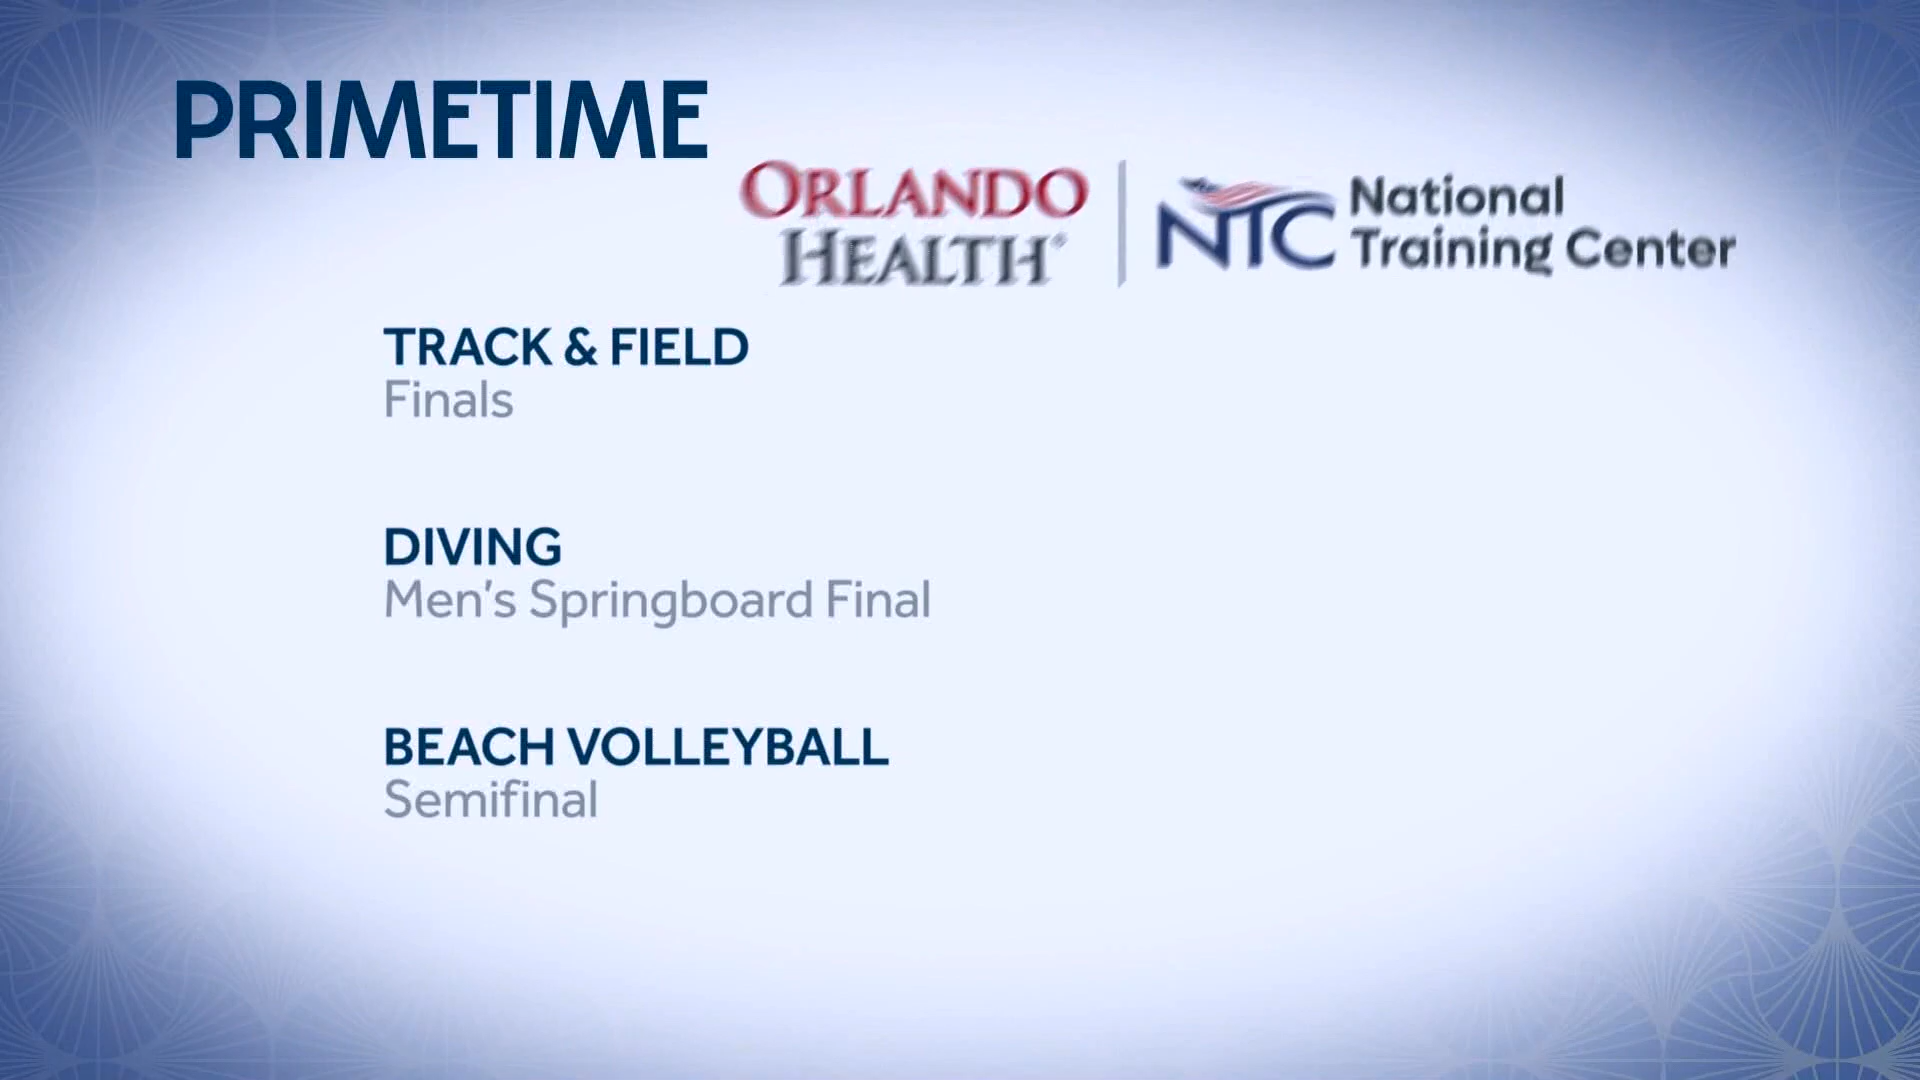 PRIMETIME
ORLANDO
HEALTH®
NTC
National
Training Center
TRACK & FIELD
Finals
DIVING
Men's Springboard Final
BEACH VOLLEYBALL
Semifinal